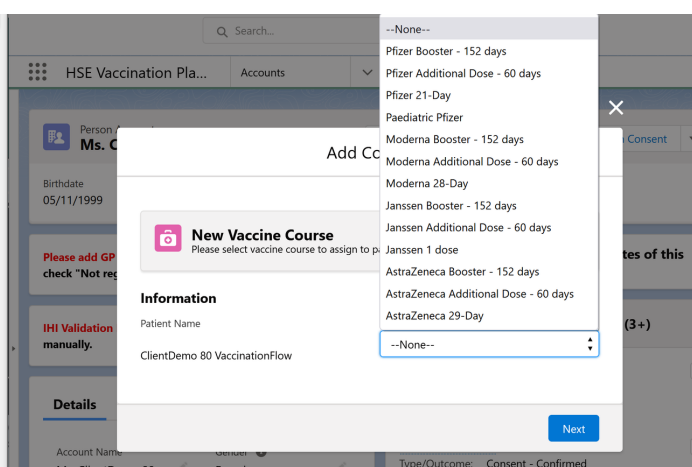 Search...
HSE Vaccination Pla...
Accounts
Person
Ms. C
Consent
Birthdate
05/11/1999
Please add GP
check "Not reg
tes of this
IHI Validation
manually.
(3+)
Details
Account Name
Gender
Type/Outcome: Consent - Confirmed
Add Co
New Vaccine Course
Please select vaccine course to assign to pa
Information
Patient Name
ClientDemo 80 VaccinationFlow
--None--
Pfizer Booster - 152 days
Pfizer Additional Dose - 60 days
Pfizer 21-Day
Paediatric Pfizer
Moderna Booster - 152 days
Moderna Additional Dose - 60 days
Moderna 28-Day
Janssen Booster - 152 days
Janssen Additional Dose - 60 days
Janssen 1 dose
AstraZeneca Booster - 152 days
AstraZeneca Additional Dose - 60 days
AstraZeneca 29-Day
--None--
Next